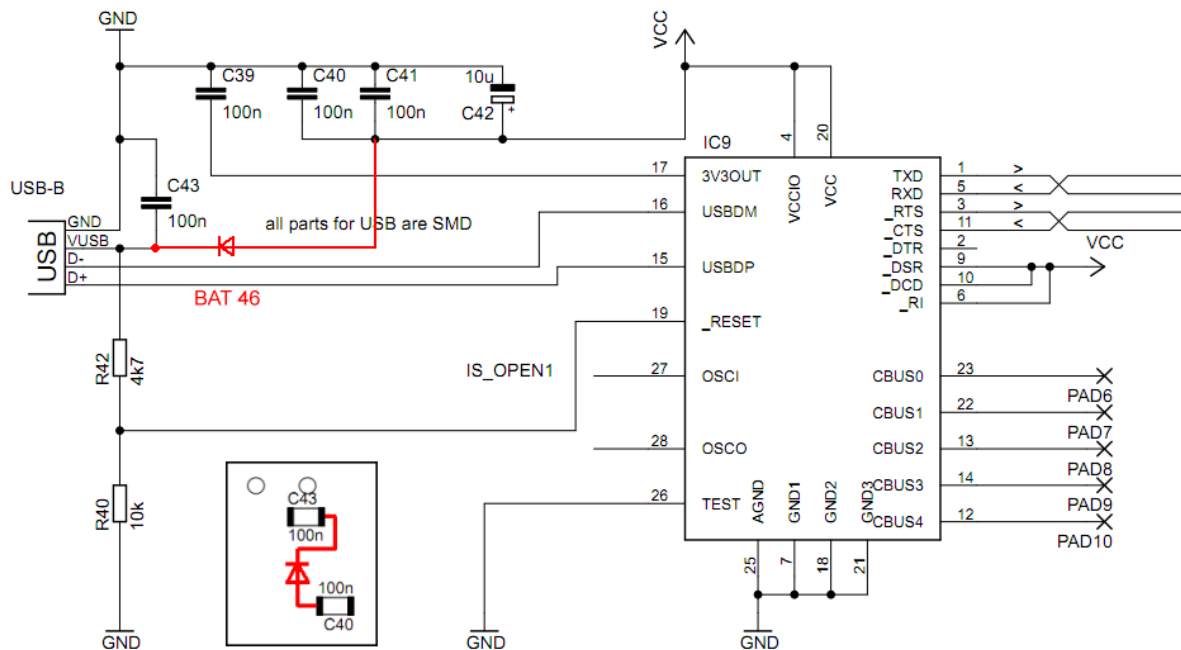 GND
VCC
C39
100n
C40
100n
C41
100n
10u
C42
+
4
20
IC9
USB-B
C43
100n
all parts for USB are SMD
USB
GND
VUSB
D-
D+
BAT 46
17
16
15
19
27
28
26
3V3OUT
USBDM
USBDP
_RESET
OSCI
OSCO
TEST
VCCIO
VCC
TXD
RXD
_RTS
_CTS
_DTR
_DSR
_DCD
_RI
CBUS0
CBUS1
CBUS2
CBUS3
CBUS4
AGND
GND1
GND2
GND3
1
5
3
11
2
9
10
6
23
22
13
14
12
>
<
>
<
VCC
PAD6
PAD7
PAD8
PAD9
PAD10
IS_OPEN1
R42
4k7
R40
10k
C43
100n
100n
C40
25
7
18
21
GND
GND
GND